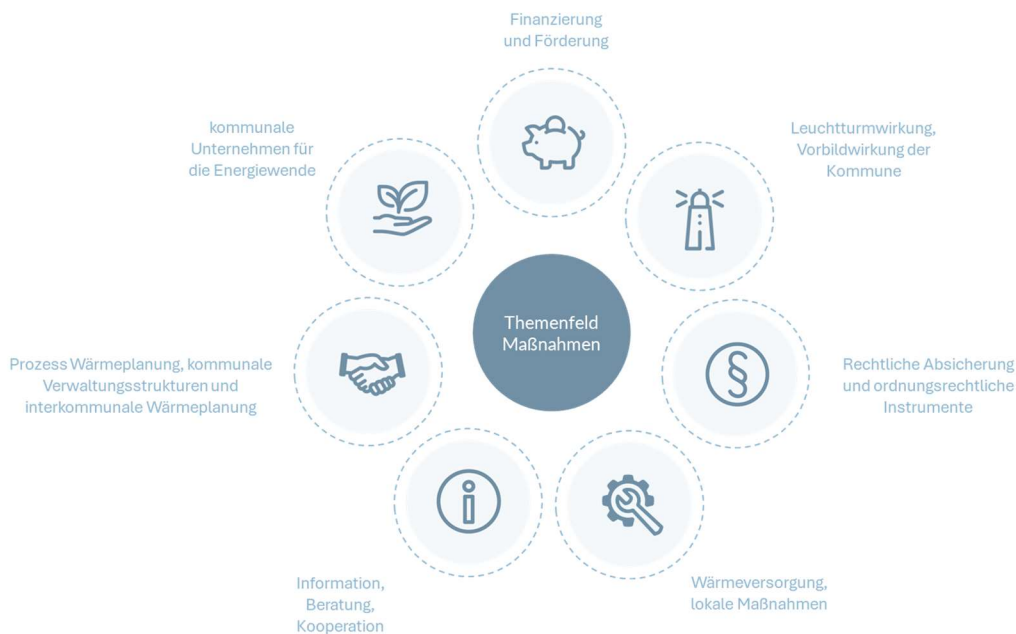 Finanzierung
und Förderung
Leuchtturmwirkung,
Vorbildwirkung der
Kommune
Rechtliche Absicherung
und ordnungsrechtliche
Instrumente
Wärmeversorgung,
lokale Maßnahmen
Information,
Beratung,
Kooperation
Prozess Wärmeplanung, kommunale
Verwaltungsstrukturen und
interkommunale Wärmeplanung
kommunale
Unternehmen für
die Energiewende
Themenfeld
Maßnahmen
§
i